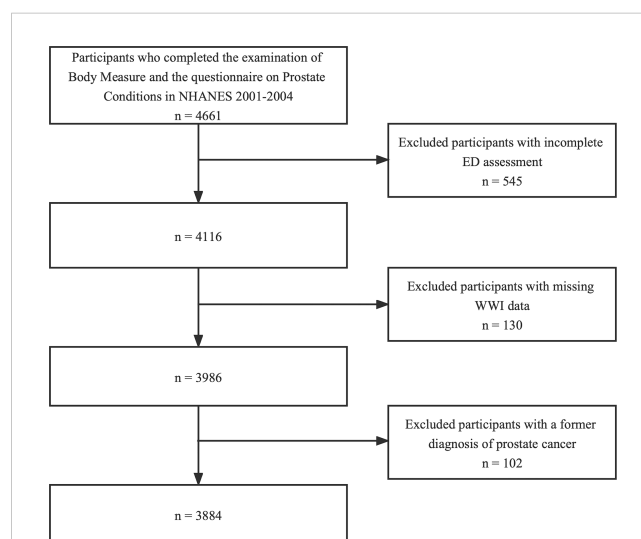 Participants who completed the examination of
Body Measure and the questionnaire on Prostate
Conditions in NHANES 2001-2004
n = 4661
Excluded participants with incomplete
ED assessment
n = 545
n = 4116
Excluded participants with missing
WWI data
n = 130
n = 3986
Excluded participants with a former
diagnosis of prostate cancer
n = 102
n = 3884